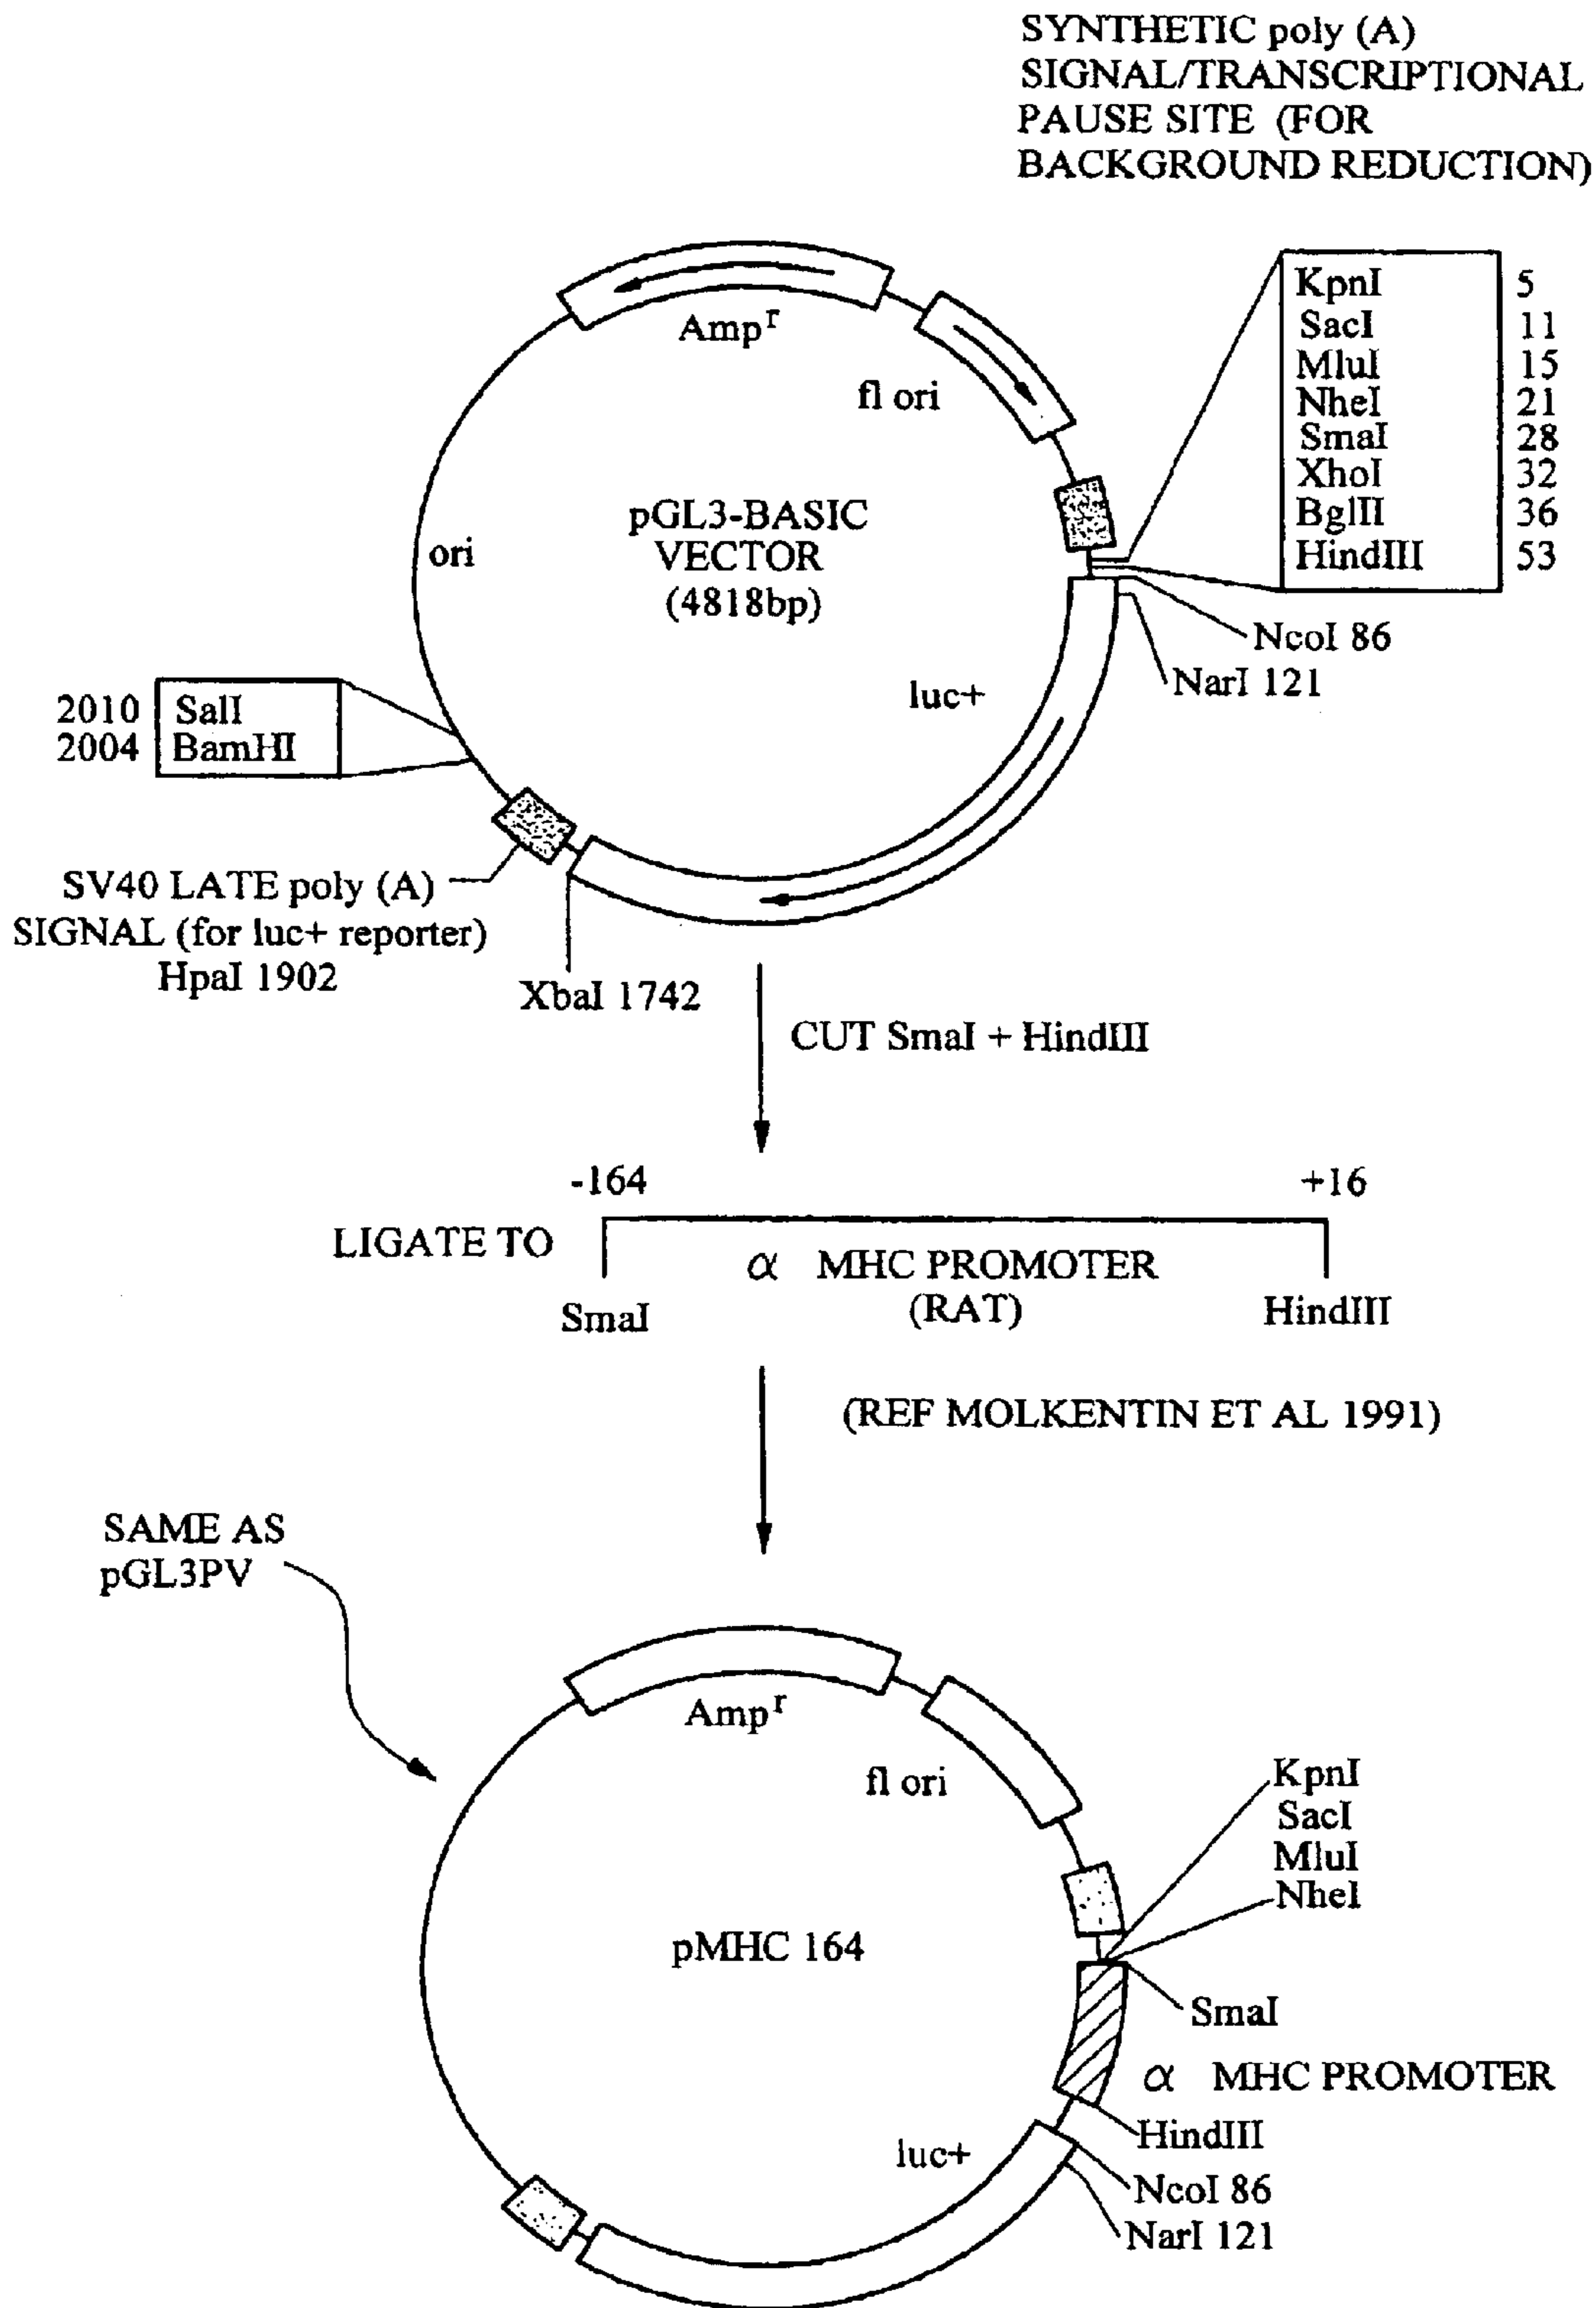 SYNTHETIC poly (A)
SIGNAL/TRANSCRIPTIONAL
PAUSE SITE (FOR
BACKGROUND REDUCTION)
KpnI 5
SacI 11
MluI 15
NheI 21
SmaI 28
XhoI 32
BglII 36
HindIII 53
Amp r
fl ori
pGL3-BASIC
VECTOR
(4818bp)
ori
NcoI 86
NarI 121
luc+
2010 SalI
2004 BamHI
SV40 LATE poly (A)
SIGNAL (for luc+ reporter)
HpaI 1902
XbaI 1742
CUT SmaI + HindIII
-164 +16
LIGATE TO
α MHC PROMOTER
(RAT)
SmaI HindIII
(REF MOLKENTIN ET AL 1991)
SAME AS
pGL3PV
Amp r
fl ori
KpnI
SacI
MluI
NheI
pMHC 164
SmaI
α MHC PROMOTER
HindIII
luc+
NcoI 86
NarI 121